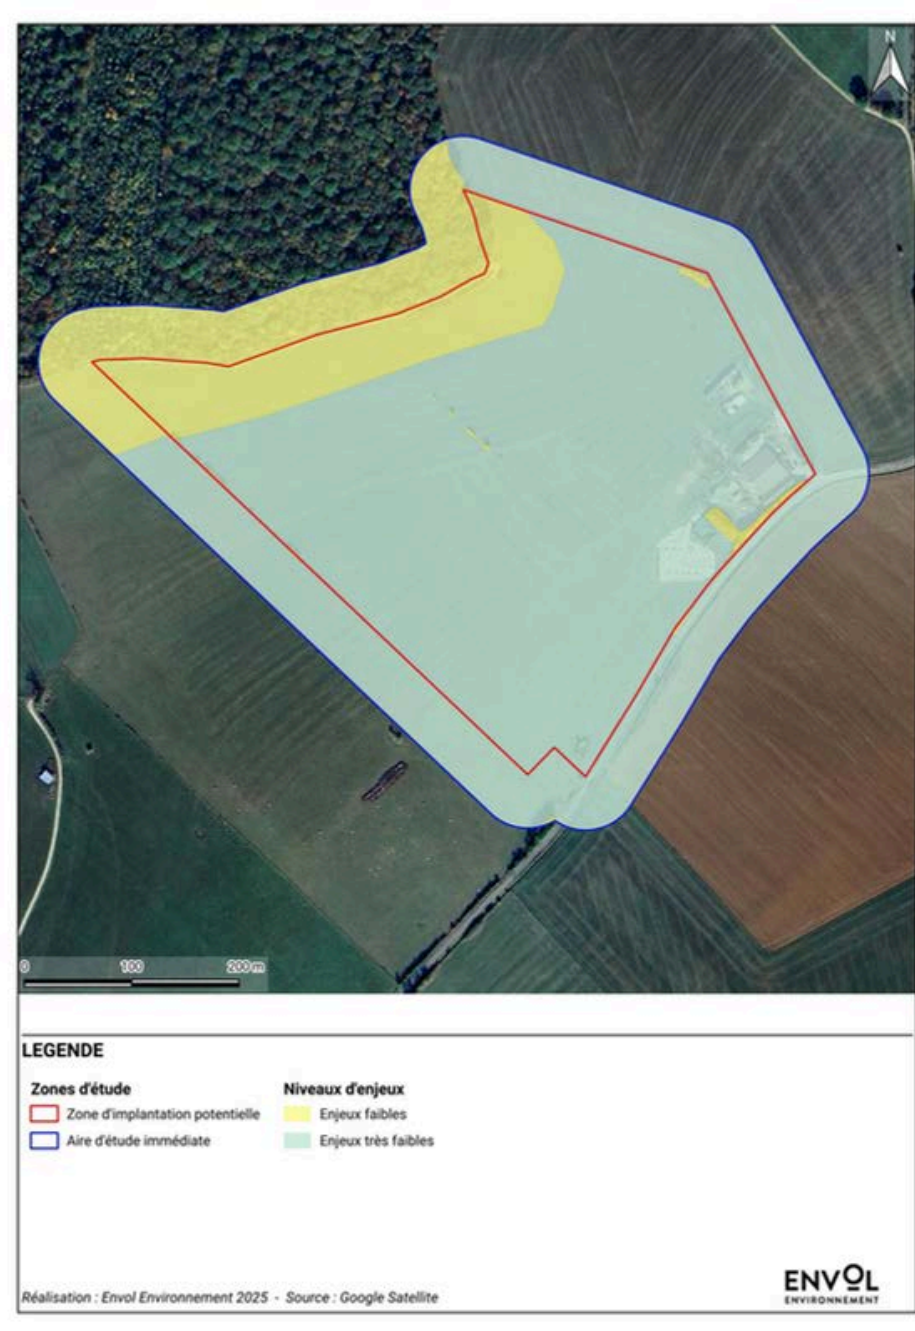 N
0 100 200 m
LEGENDE
Zones d'étude
Zone d'implantation potentielle
Aire d'étude immédiate
Niveaux d'enjeux
Enjeux faibles
Enjeux très faibles
Réalisation : Envol Environnement 2025 - Source : Google Satellite
ENVOL
ENVIRONNEMENT